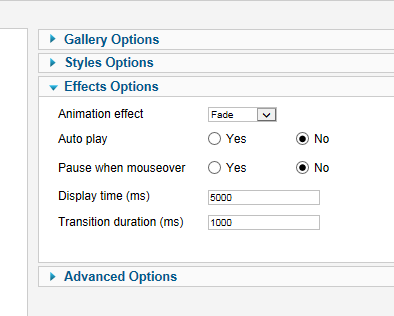 Gallery Options
Styles Options
Effects Options
Animation effect Fade
Auto play Yes No
Pause when mouseover Yes No
Display time (ms) 5000
Transition duration (ms) 1000
Advanced Options